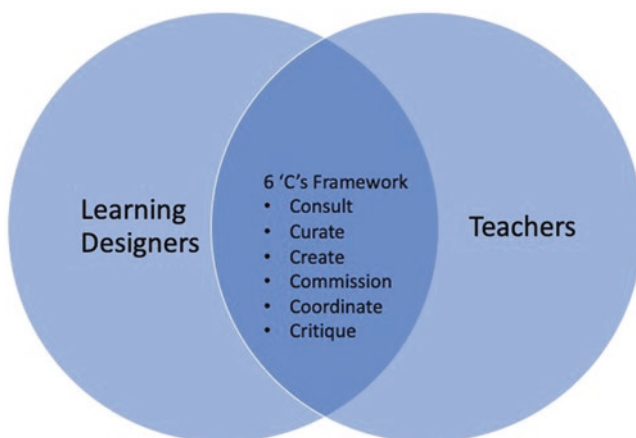 Learning
Designers
6 ‘C’s Framework
• Consult
• Curate
• Create
• Commission
• Coordinate
• Critique
Teachers